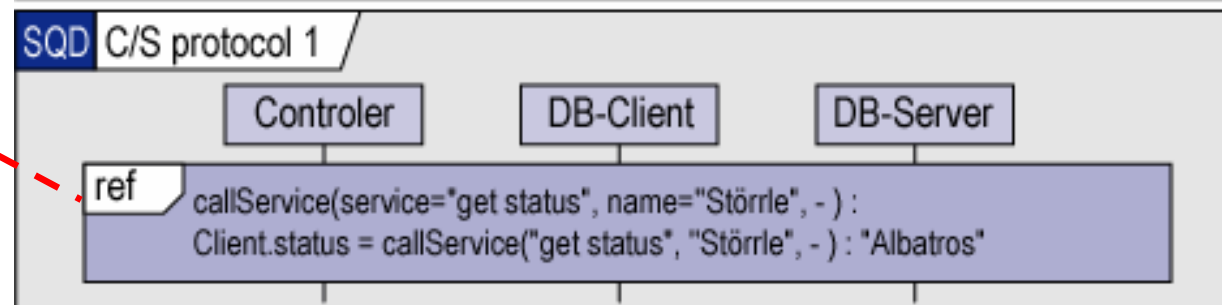 SQD C/S protocol 1
Controler DB-Client DB-Server
ref
callService(service="get status", name="Störrle", - ) :
Client.status = callService("get status", "Störrle", - ) : "Albatros"